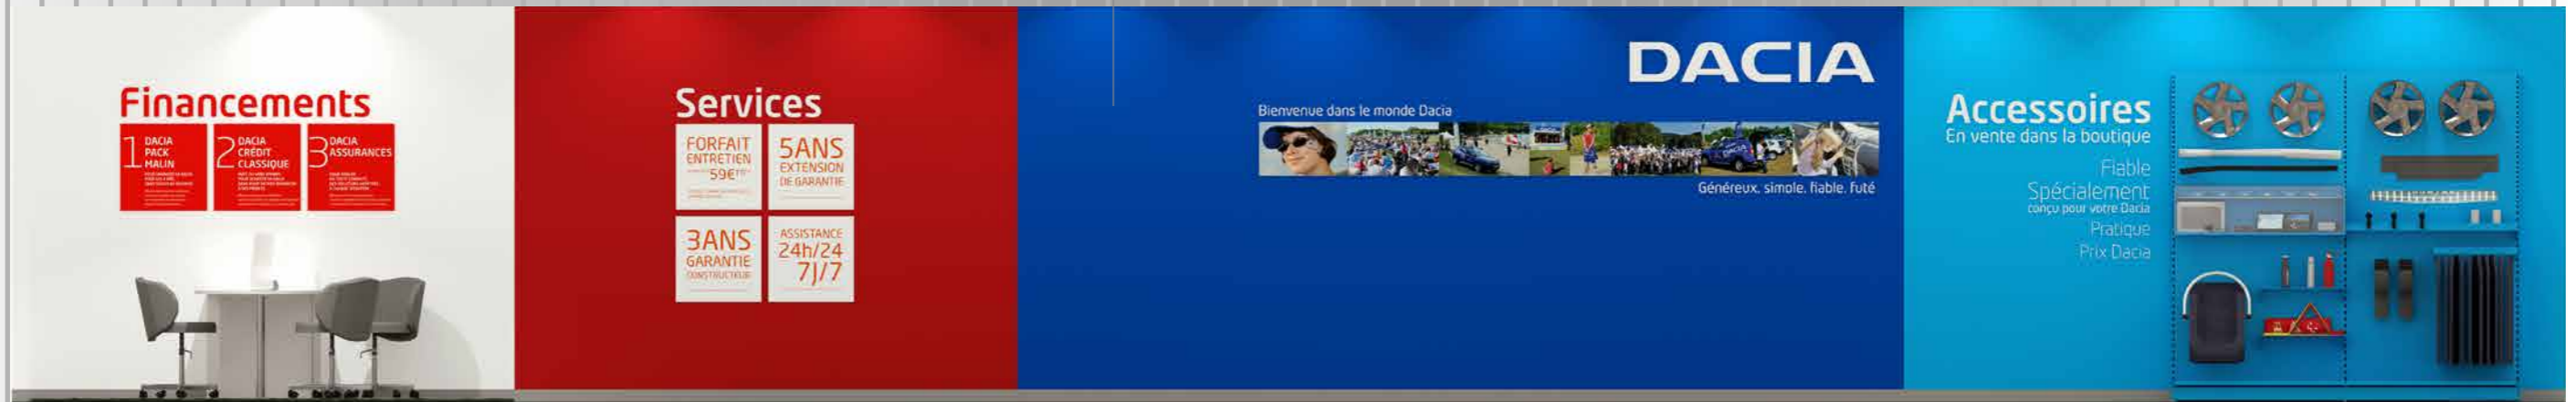 Financements
1 DACIA
PACK
MALIN
2 DACIA
CRÉDIT
CLASSIQUE
3 DACIA
ASSURANCES
Services
FORFAIT
ENTRETIEN
59€
5ANS
EXTENSION
DE GARANTIE
3ANS
GARANTIE
CONSTRUCTEUR
ASSISTANCE
24h/24
7J/7
DACIA
Bienvenue dans le monde Dacia
Généreux, simple, fiable, futé
Accessoires
En vente dans la boutique
Fiable
Spécialement
conçu pour votre Dacia
Pratique
Prix Dacia